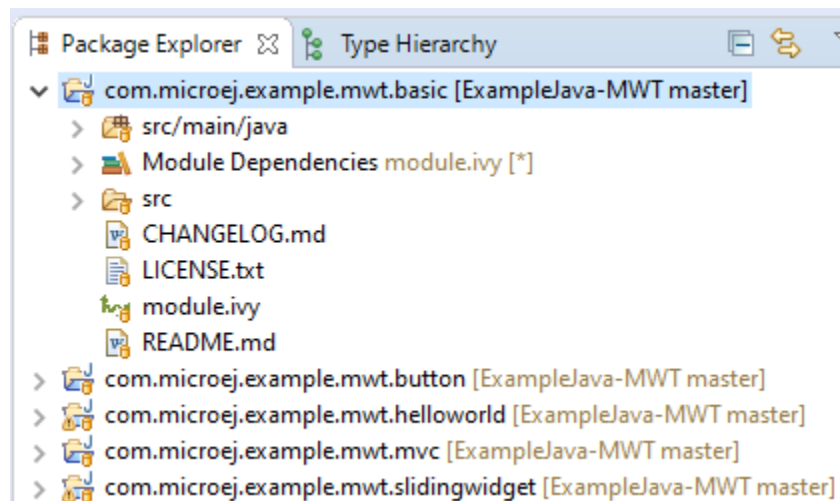 Package Explorer Type Hierarchy
com.microej.example.mwt.basic [ExampleJava-MWT master]
src/main/java
Module Dependencies module.ivy [*]
src
CHANGELOG.md
LICENSE.txt
module.ivy
README.md
com.microej.example.mwt.button [ExampleJava-MWT master]
com.microej.example.mwt.helloworld [ExampleJava-MWT master]
com.microej.example.mwt.mvc [ExampleJava-MWT master]
com.microej.example.mwt.slidingwidget [ExampleJava-MWT master]